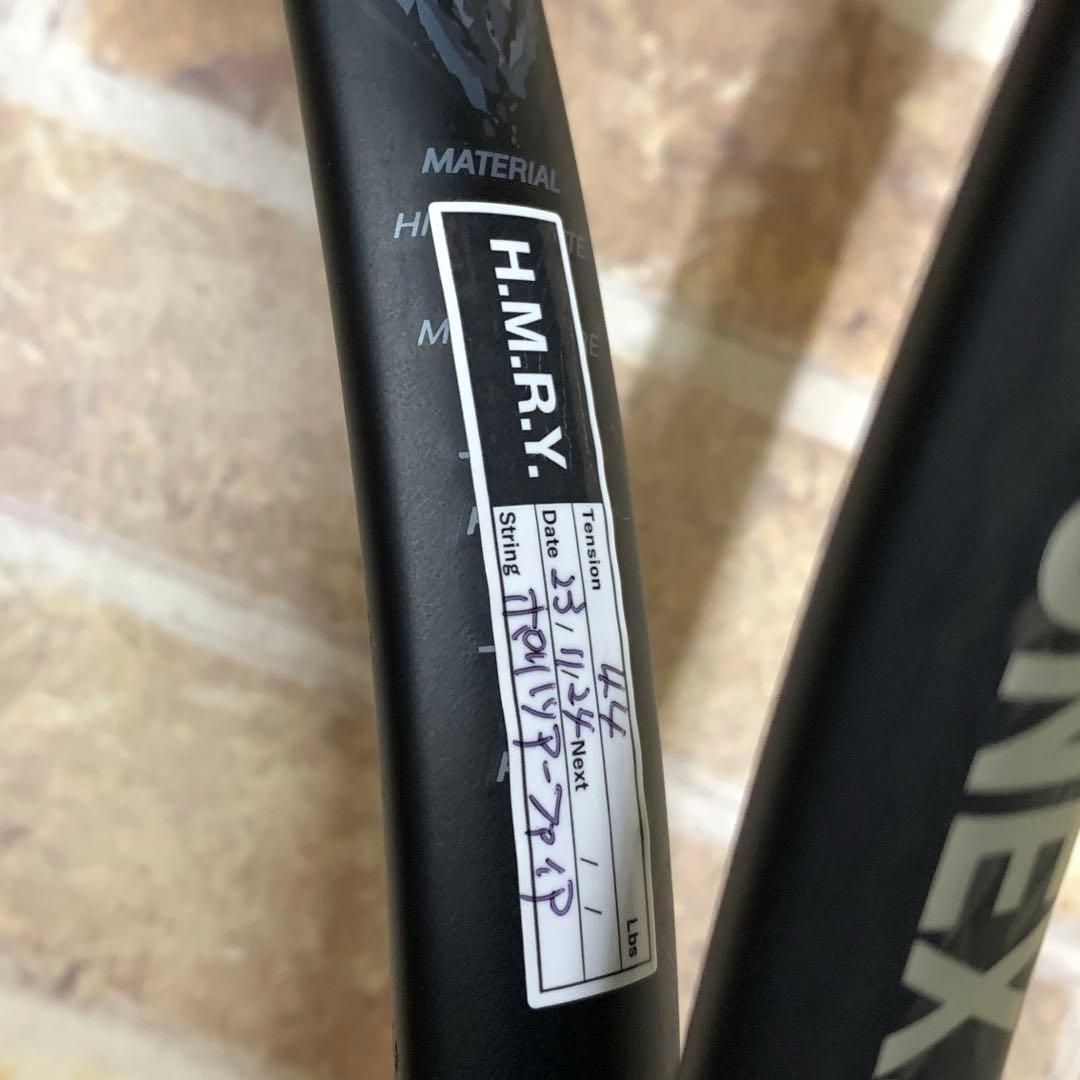 MATERIAL
H.M.R.Y.
Tension 44 Lbs
Date 23/11/24 Next / /
String ポリツアーファイア
NEX